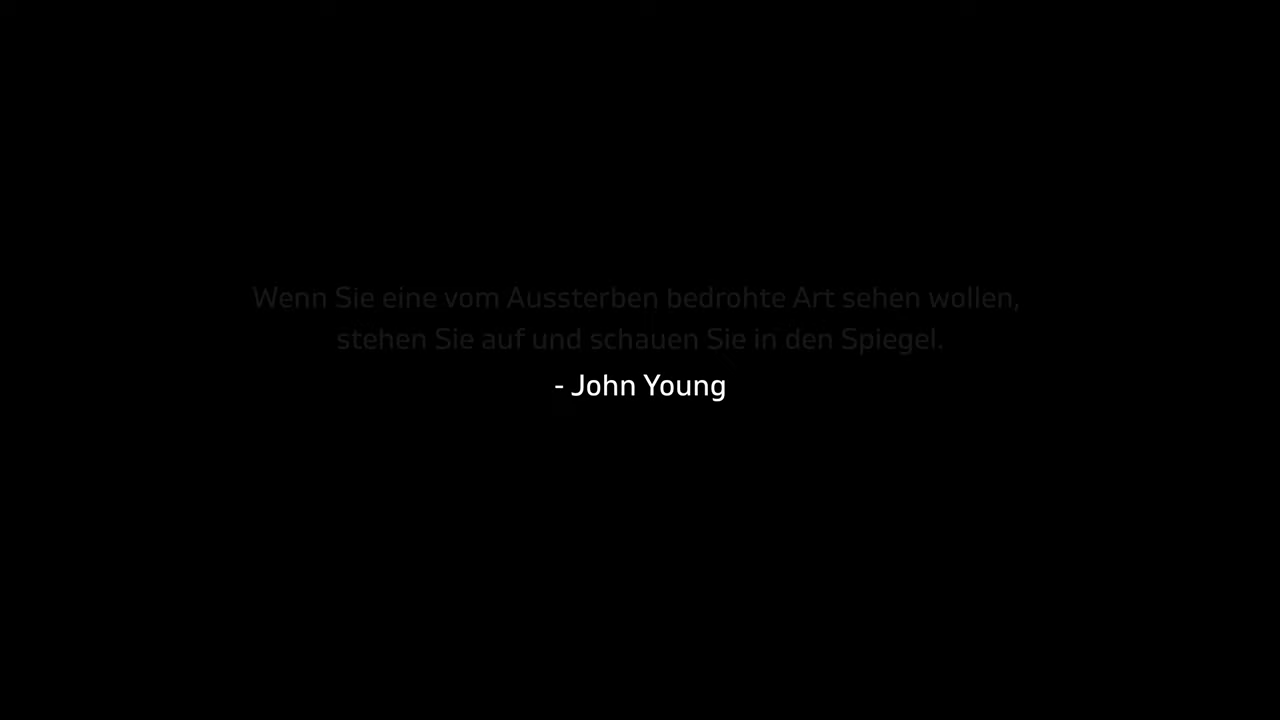 Wenn Sie eine vom Aussterben bedrohte Art sehen wollen,
stehen Sie auf und schauen Sie in den Spiegel.
- John Young